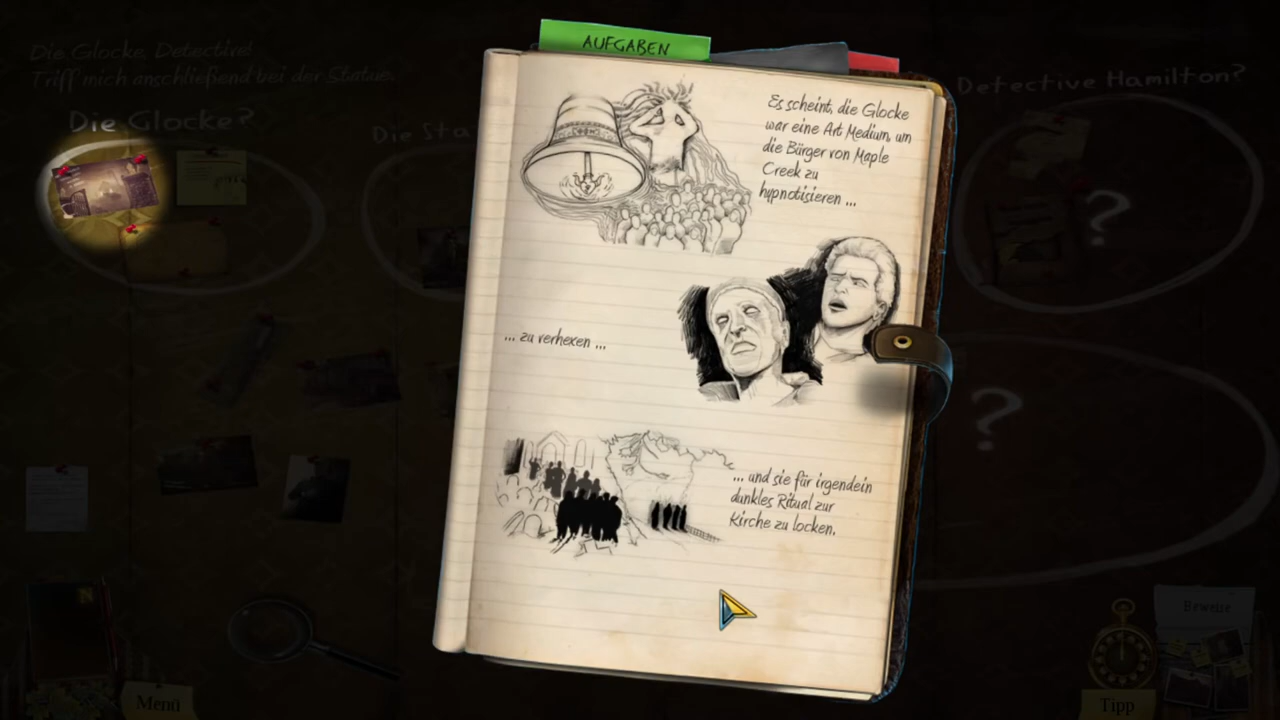 AUFGABEN
Die Glocke, Detective!
Triff mich anschließend bei der Statue.
Die Glocke?
Die Sta
Detective Hamilton?
Es scheint, die Glocke
war eine Art Medium, um
die Bürger von Maple
Creek zu
hypnotisieren ...
?
... zu verhexen ...
?
... und sie für irgendein
dunkles Ritual zur
Kirche zu locken.
Menü
Beweise
Tipp